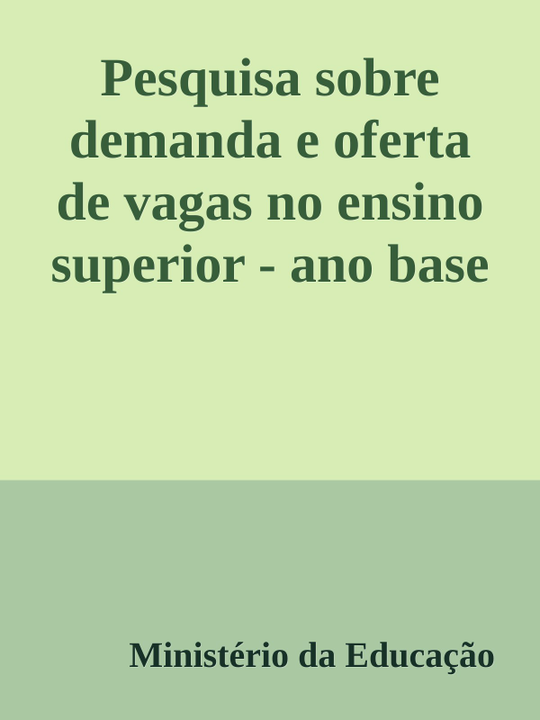 Pesquisa sobre
demanda e oferta
de vagas no ensino
superior - ano base
Ministério da Educação